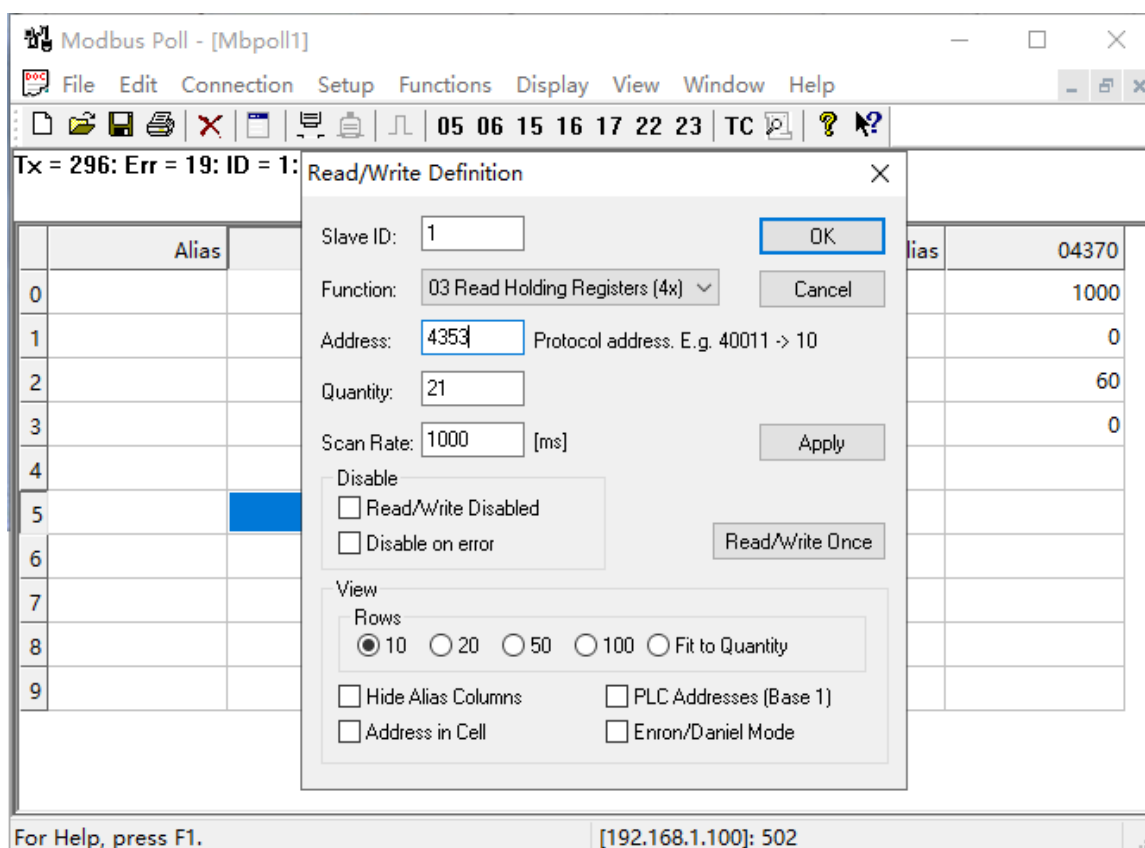 Modbus Poll - [Mbpoll1]
File Edit Connection Setup Functions Display View Window Help
05 06 15 16 17 22 23 TC
Tx = 296: Err = 19: ID = 1:
Read/Write Definition
Slave ID: 1
OK
Function: 03 Read Holding Registers (4x)
Cancel
Address: 4353 Protocol address. E.g. 40011 -> 10
Quantity: 21
Scan Rate: 1000 [ms]
Apply
Disable
Read/Write Disabled
Disable on error
Read/Write Once
View
Rows
10 20 50 100 Fit to Quantity
Hide Alias Columns PLC Addresses (Base 1)
Address in Cell Enron/Daniel Mode
Alias lias 04370
0 1000
1 0
2 60
3 0
4
5
6
7
8
9
For Help, press F1. [192.168.1.100]: 502